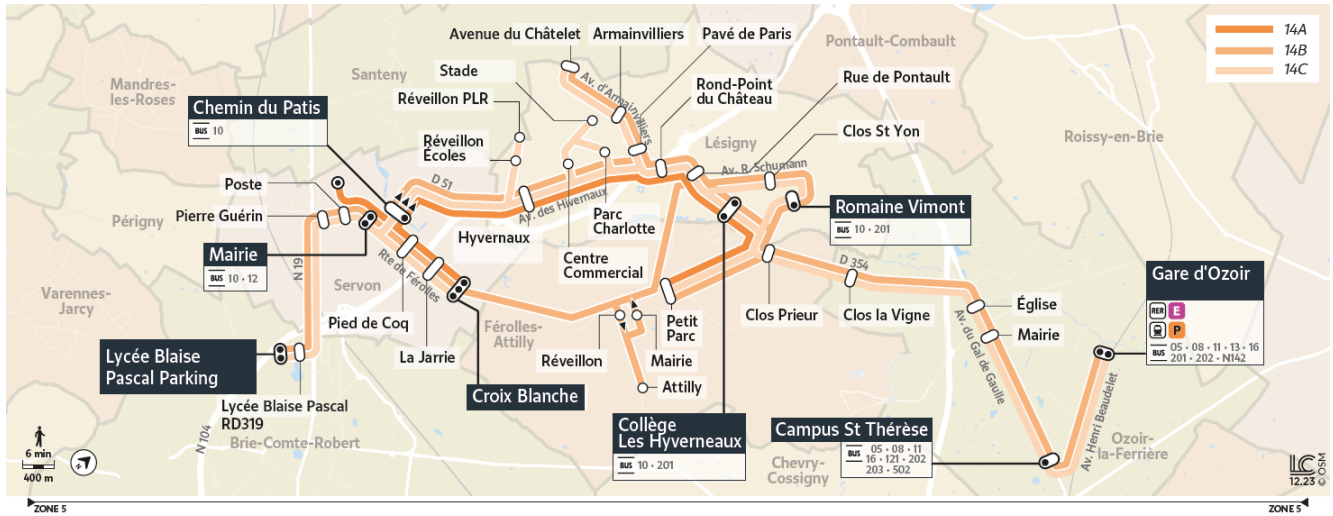 14A
14B
14C
Avenue du Châtelet
Armainvilliers
Pavé de Paris
Pontault-Combault
Stade
Santeny
Mandres-
les-Roses
Av. d'Armainvilliers
Rond-Point
du Château
Rue de Pontault
Réveillon PLR
Chemin du Patis
BUS 10
Clos St Yon
Roissy-en-Brie
Lésigny
Réveillon
Écoles
Av. R. Schumann
D 51
Poste
Av. des Hivernaux
Périgny
Pierre Guérin
Parc
Charlotte
Romaine Vimont
BUS 10 • 201
Hyvernaux
Mairie
BUS 10 • 12
Centre
Commercial
N 19
Rte de Férolles
D 354
Gare d'Ozoir
RER E
P
BUS 05 • 08 • 11 • 13 • 16
201 • 202 • N142
Servon
Varennes-
Jarcy
Église
Pied de Coq
Férolles-
Attilly
Petit
Parc
Clos Prieur
Clos la Vigne
Mairie
La Jarrie
Réveillon
Mairie
Lycée Blaise
Pascal Parking
Av. du Gal de Gaulle
Attilly
Croix Blanche
Av. Henri Beaudelet
Lycée Blaise Pascal
RD319
Collège
Les Hyverneaux
BUS 10 • 201
Campus St Thérèse
BUS 05 • 08 • 11
16 • 121 • 202
203 • 502
N 104
Brie-Comte-Robert
Chevry-
Cossigny
Ozoir-
la-Ferrière
6 min
400 m
LC
12.23 © OSM
ZONE 5
ZONE 5